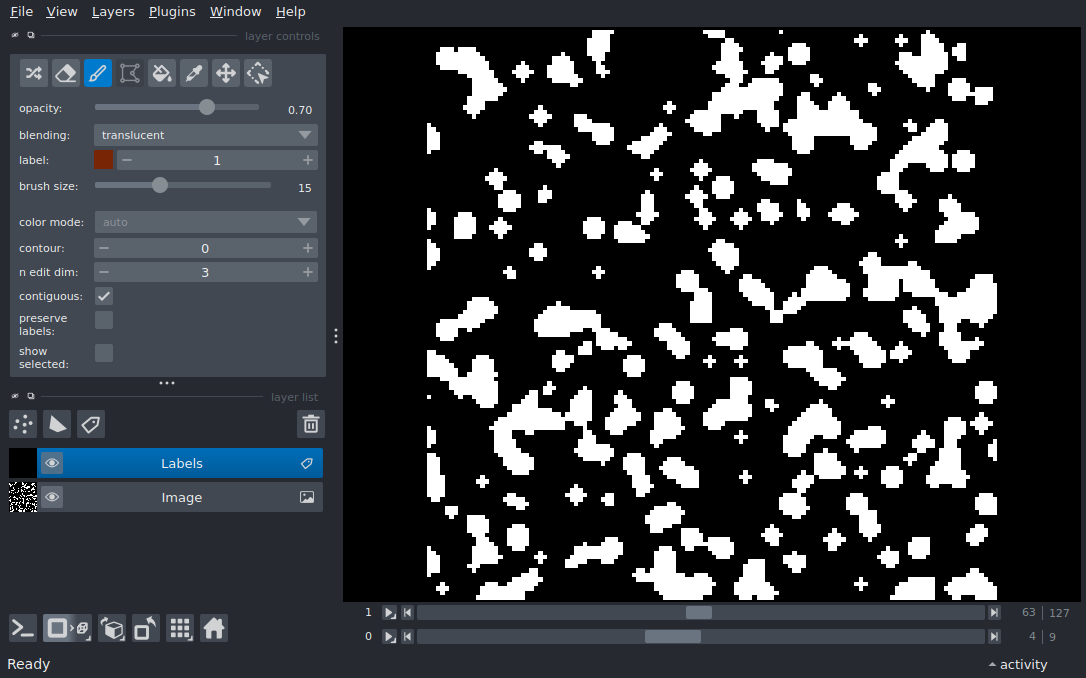 File View Layers Plugins Window Help
layer controls
opacity: 0.70
blending: translucent
label: 1
brush size: 15
color mode: auto
contour: 0
n edit dim: 3
contiguous:
preserve
labels:
show
selected:
layer list
Labels
Image
1 63 127
0 4 9
Ready
activity